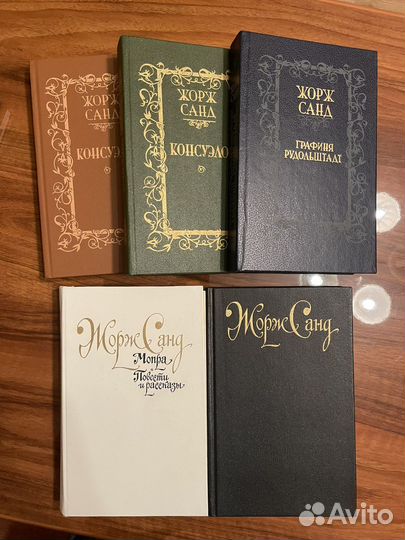 ЖОРЖ
САНД
КОНСУЭЛО
ЖОРЖ
САНД
КОНСУЭЛО
ЖОРЖ
САНД
ГРАФИНЯ
РУДОЛЬШТАДТ
Жорж Санд
Мопра
Повести
и рассказы
Жорж Санд
Avito